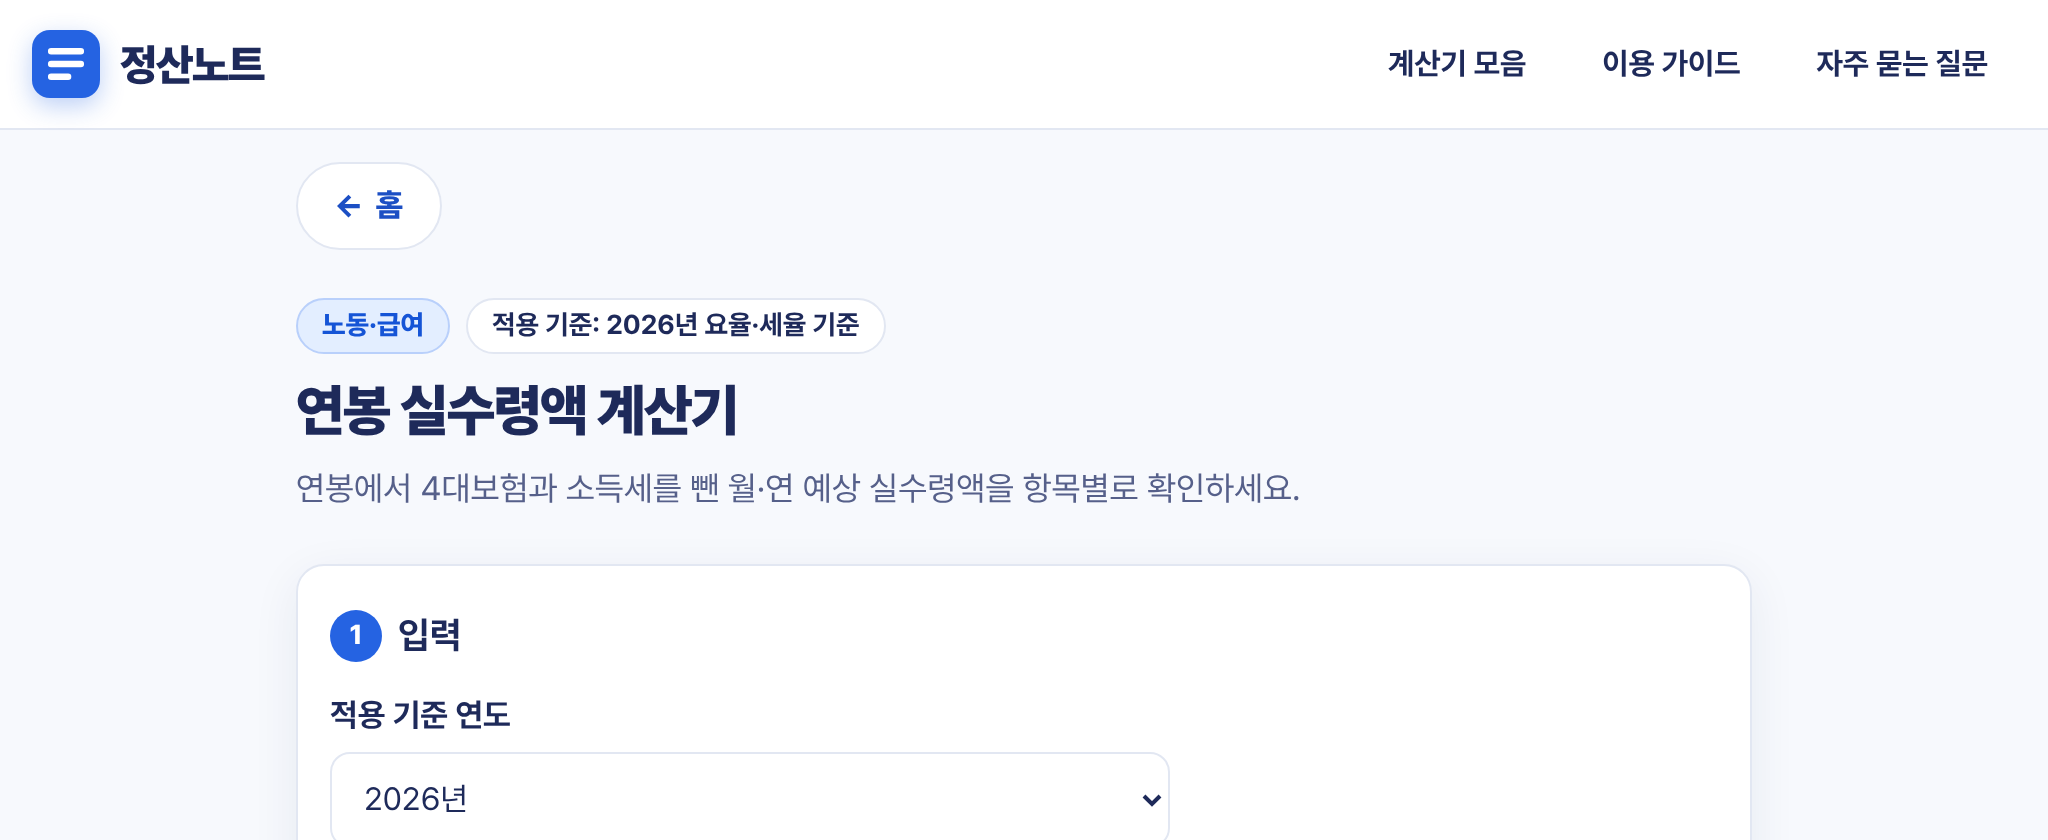 정산노트
계산기 모음
이용 가이드
자주 묻는 질문
← 홈
노동·급여
적용 기준: 2026년 요율·세율 기준
연봉 실수령액 계산기
연봉에서 4대보험과 소득세를 뺀 월·연 예상 실수령액을 항목별로 확인하세요.
1 입력
적용 기준 연도
2026년